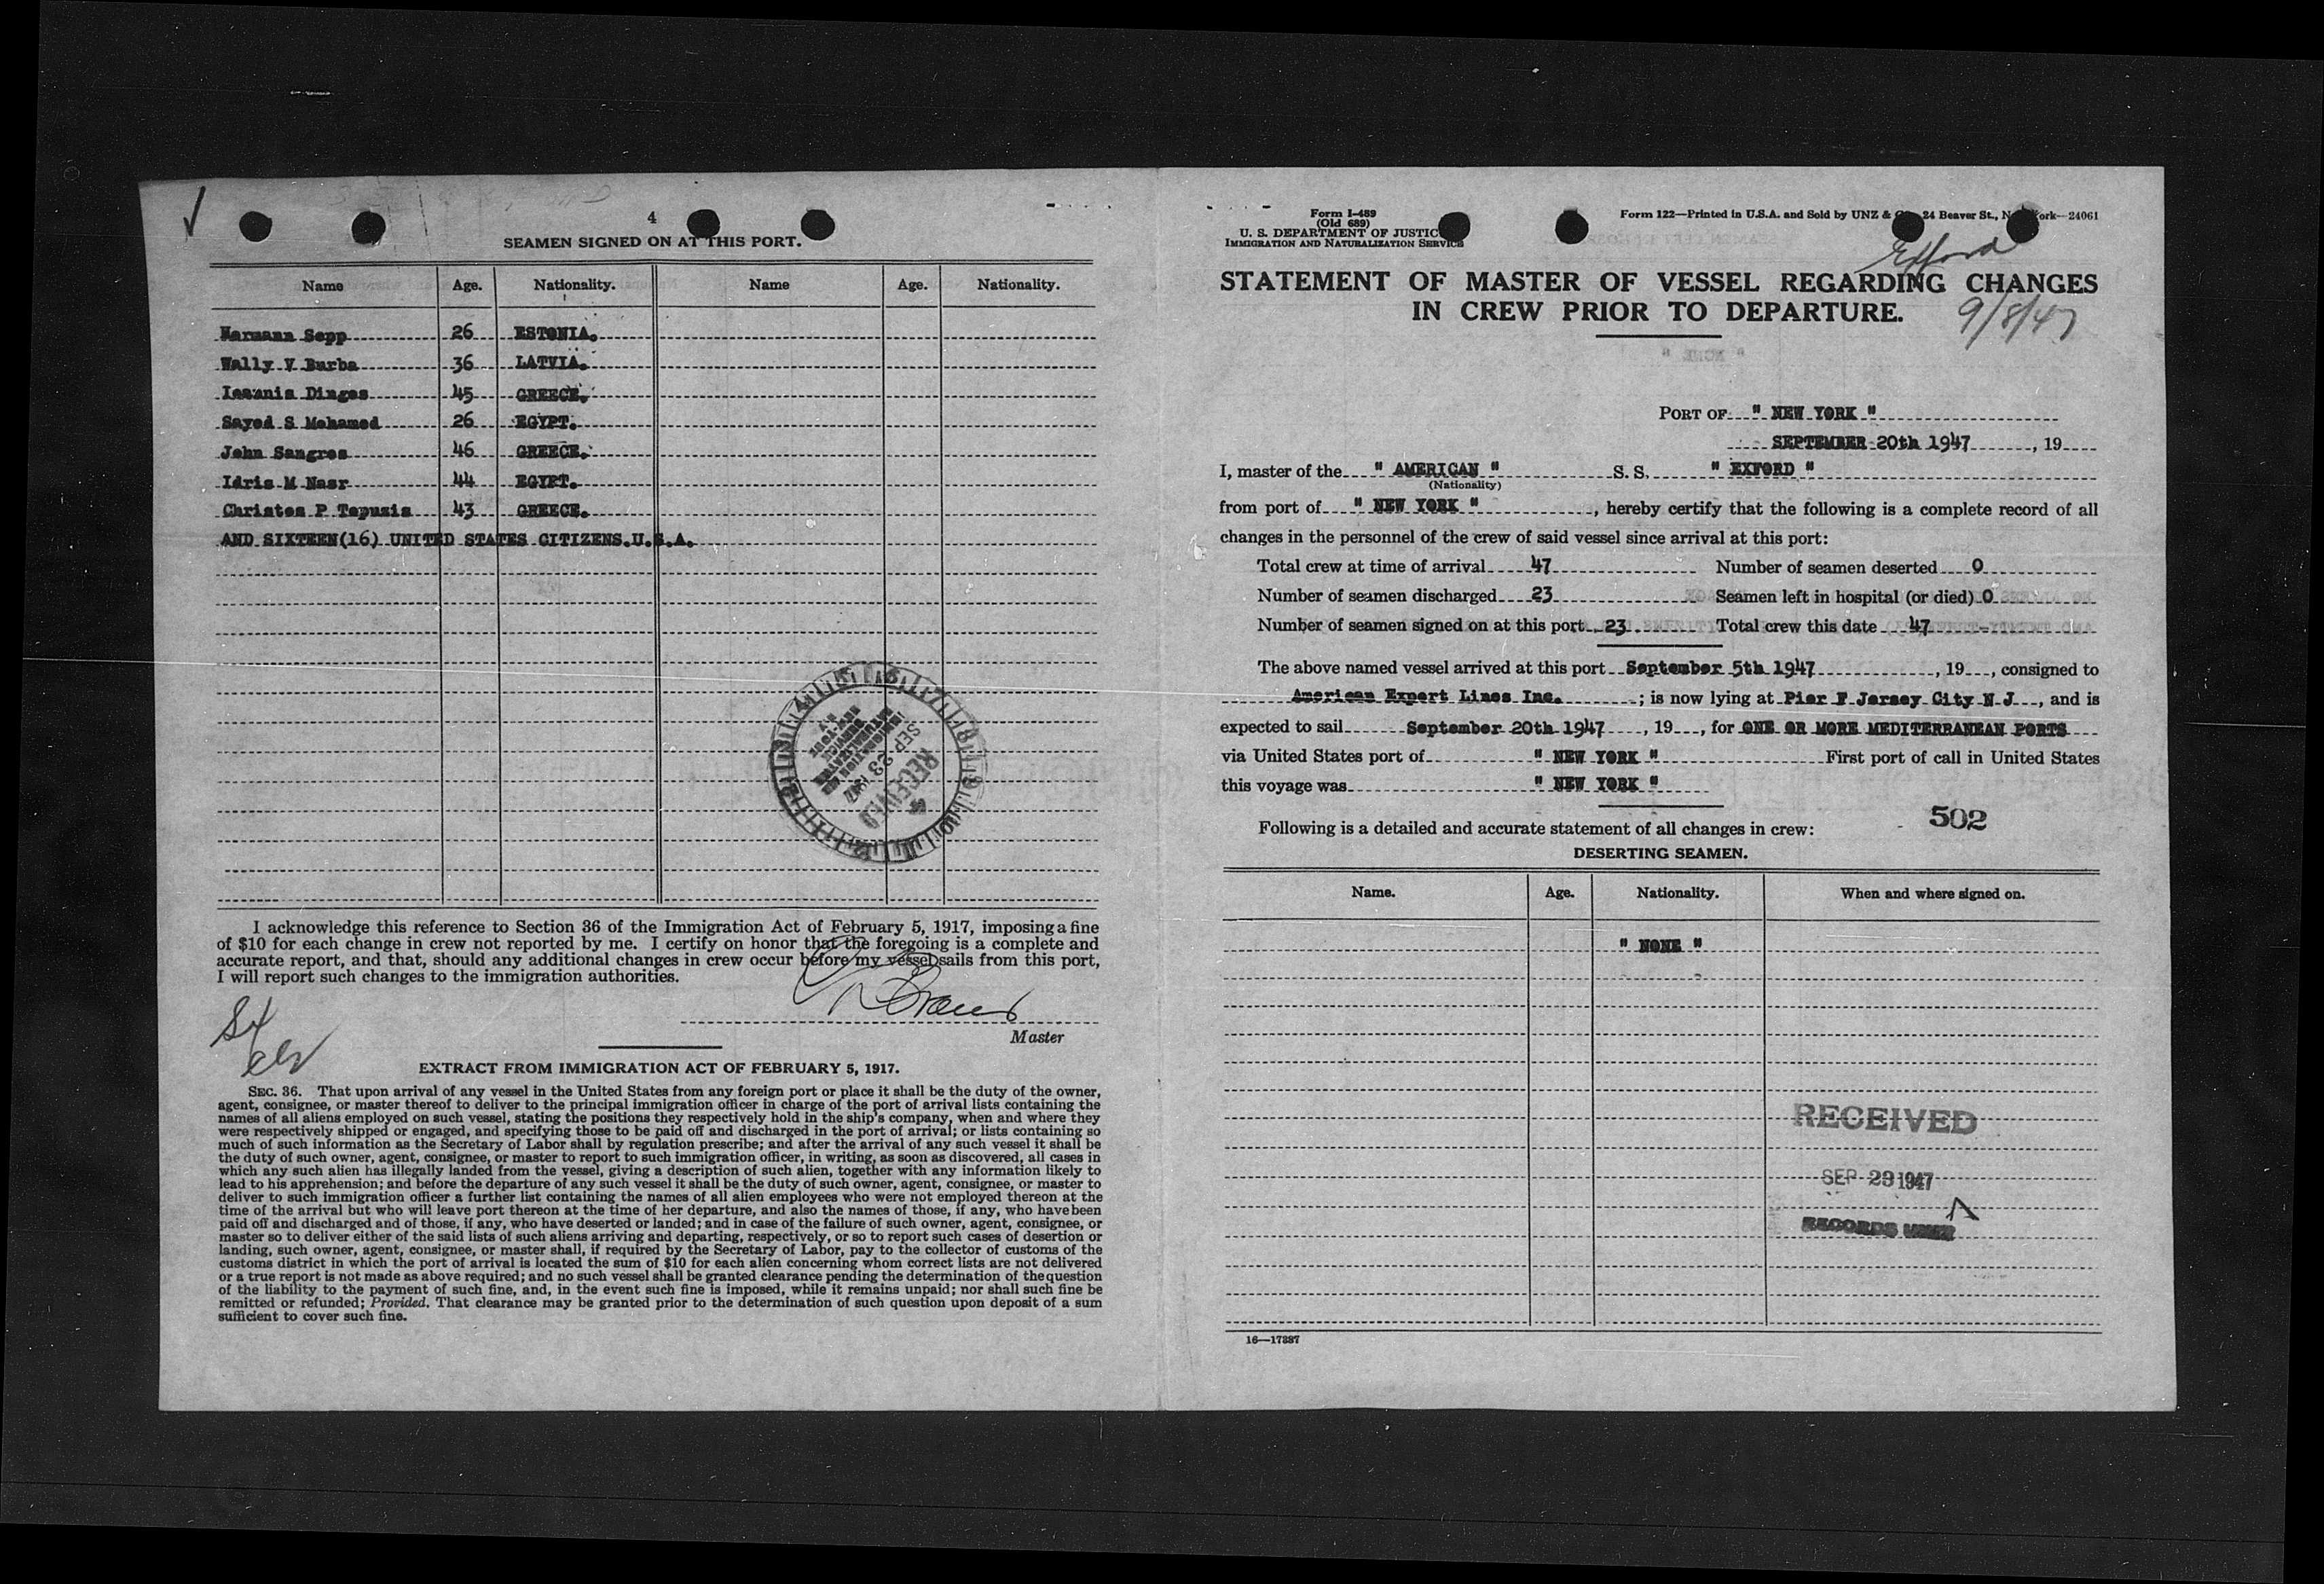 4
SEAMEN SIGNED ON AT THIS PORT.
Name Age. Nationality. Name Age. Nationality.
Hermann Sepp 26 ESTONIA.
Wally V Burba 36 LATVIA.
Ioannis Dinges 45 GREECE.
Sayed S Mohamed 26 EGYPT.
John Sangros 46 GREECE.
Idris M Nasr 44 EGYPT.
Christos P Tapuzis 43 GREECE.
AND SIXTEEN(16) UNITED STATES CITIZENS.U.S.A.
RECEIVED
SEP 23 1947
I acknowledge this reference to Section 36 of the Immigration Act of February 5, 1917, imposing a fine
of $10 for each change in crew not reported by me. I certify on honor that the foregoing is a complete and
accurate report, and that, should any additional changes in crew occur before my vessel sails from this port,
I will report such changes to the immigration authorities.
Master
EXTRACT FROM IMMIGRATION ACT OF FEBRUARY 5, 1917.
SEC. 36. That upon arrival of any vessel in the United States from any foreign port or place it shall be the duty of the owner,
agent, consignee, or master thereof to deliver to the principal immigration officer in charge of the port of arrival lists containing the
names of all aliens employed on such vessel, stating the positions they respectively hold in the ship's company, when and where they
were respectively shipped or engaged, and specifying those to be paid off and discharged in the port of arrival; or lists containing so
much of such information as the Secretary of Labor shall by regulation prescribe; and after the arrival of any such vessel it shall be
the duty of such owner, agent, consignee, or master to report to such immigration officer, in writing, as soon as discovered, all cases in
which any such alien has illegally landed from the vessel, giving a description of such alien, together with any information likely to
lead to his apprehension; and before the departure of any such vessel it shall be the duty of such owner, agent, consignee, or master to
deliver to such immigration officer a further list containing the names of all alien employees who were not employed thereon at the
time of the arrival but who will leave port thereon at the time of her departure, and also the names of those, if any, who have been
paid off and discharged and of those, if any, who have deserted or landed; and in case of the failure of such owner, agent, consignee, or
master so to deliver either of the said lists of such aliens arriving and departing, respectively, or so to report such cases of desertion or
landing, such owner, agent, consignee, or master shall, if required by the Secretary of Labor, pay to the collector of customs of the
customs district in which the port of arrival is located the sum of $10 for each alien concerning whom correct lists are not delivered
or a true report is not made as above required; and no such vessel shall be granted clearance pending the determination of the question
of the liability to the payment of such fine, and, in the event such fine is imposed, while it remains unpaid; nor shall such fine be
remitted or refunded; Provided, That clearance may be granted prior to the determination of such question upon deposit of a sum
sufficient to cover such fine.
Form I-489
(Old 689)
U. S. DEPARTMENT OF JUSTICE
IMMIGRATION AND NATURALIZATION SERVICE
Form 122—Printed in U.S.A. and Sold by UNZ & 24 Beaver St., New York—24061
Exford
STATEMENT OF MASTER OF VESSEL REGARDING CHANGES
IN CREW PRIOR TO DEPARTURE.
9/8/47
PORT OF " NEW YORK "
SEPTEMBER 20th 1947, 19
I, master of the " AMERICAN " S. S. " EXFORD "
(Nationality)
from port of " NEW YORK ", hereby certify that the following is a complete record of all
changes in the personnel of the crew of said vessel since arrival at this port:
Total crew at time of arrival 47 Number of seamen deserted 0
Number of seamen discharged 23 Seamen left in hospital (or died) 0
Number of seamen signed on at this port 23 Total crew this date 47
The above named vessel arrived at this port September 5th 1947, 19, consigned to
American Export Lines Inc. ; is now lying at Pier F Jersey City N J, and is
expected to sail September 20th 1947, 19, for ONE OR MORE MEDITERRANEAN PORTS
via United States port of " NEW YORK " First port of call in United States
this voyage was " NEW YORK "
502
Following is a detailed and accurate statement of all changes in crew:
DESERTING SEAMEN.
Name. Age. Nationality. When and where signed on.
" NONE "
RECEIVED
SEP 23 1947
RECORDS UNIT
16—17887